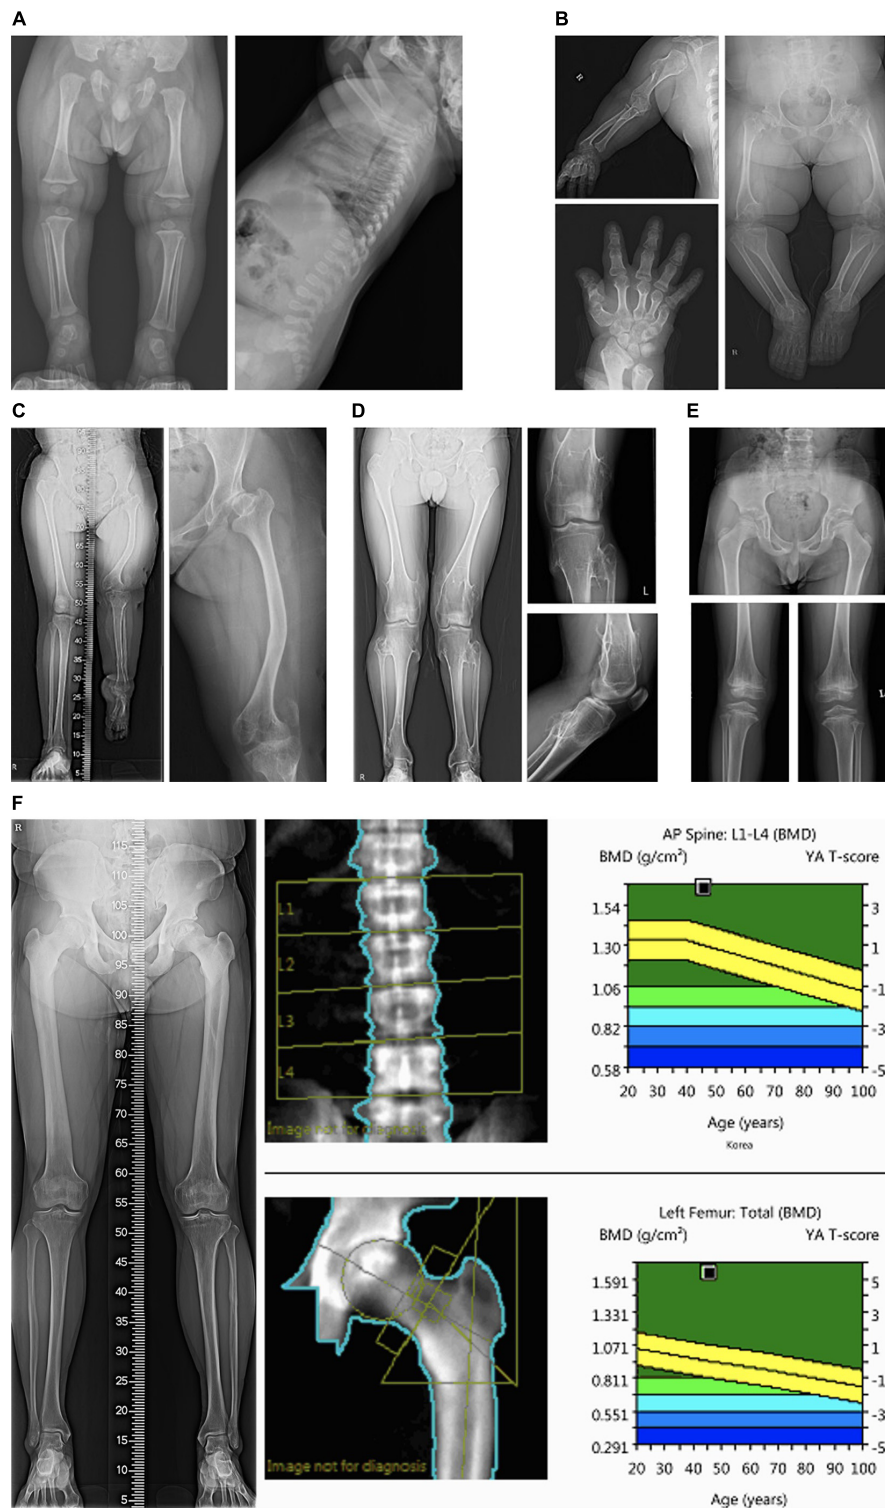 A
B
R
R
C
D
E
R
R
L
L
F
R
115
110
105
100
95
90
85
80
75
70
65
60
55
50
45
40
35
30
25
20
15
10
5
L1
L2
L3
L4
Image not for diagnosis
AP Spine: L1-L4 (BMD)
BMD (g/cm²) YA T-score
1.54 3
1.30 1
1.06 -1
0.82 -3
0.58 -5
20 30 40 50 60 70 80 90 100
Age (years)
Korea
Image not for diagnosis
Left Femur: Total (BMD)
BMD (g/cm²) YA T-score
1.591 5
1.331 3
1.071 1
0.811 -1
0.551 -3
0.291 -5
20 30 40 50 60 70 80 90 100
Age (years)